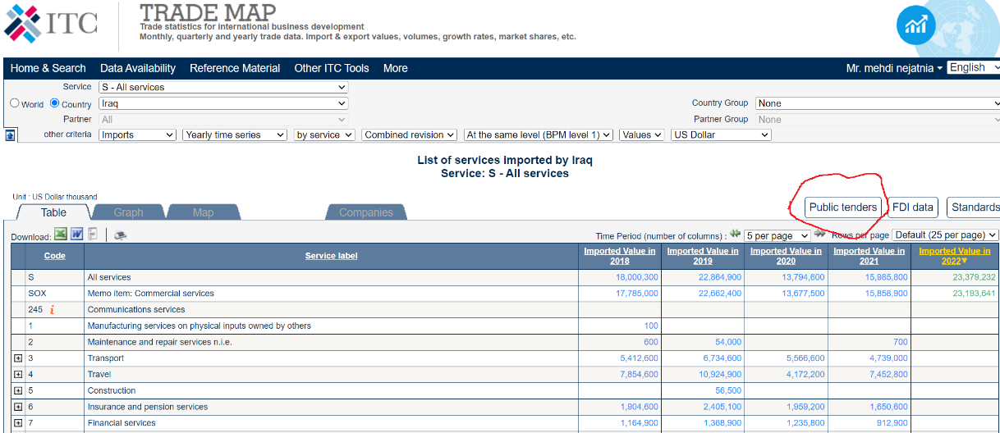 ITC
TRADE MAP
Trade statistics for international business development
Monthly, quarterly and yearly trade data. Import & export values, volumes, growth rates, market shares, etc.
Home & Search Data Availability Reference Material Other ITC Tools More Mr. mehdi nejatnia English
Service S - All services
World Country Iraq Country Group None
Partner All Partner Group None
other criteria Imports Yearly time series by service Combined revision At the same level (BPM level 1) Values US Dollar
List of services imported by Iraq
Service: S - All services
Unit : US Dollar thousand
Table Graph Map Companies Public tenders FDI data Standards
Download: Time Period (number of columns) : 5 per page Rows per page Default (25 per page)
Code Service label Imported Value in 2018 Imported Value in 2019 Imported Value in 2020 Imported Value in 2021 Imported Value in 2022
S All services 18,000,300 22,864,900 13,794,600 15,985,800 23,379,232
SOX Memo item: Commercial services 17,785,000 22,662,400 13,677,500 15,858,900 23,193,641
245 i Communications services
1 Manufacturing services on physical inputs owned by others 100
2 Maintenance and repair services n.i.e. 600 54,000 700
3 Transport 5,412,600 6,734,600 5,566,600 4,739,000
4 Travel 7,854,600 10,924,900 4,172,200 7,452,800
5 Construction 56,500
6 Insurance and pension services 1,904,600 2,405,100 1,959,200 1,650,600
7 Financial services 1,164,900 1,368,900 1,235,800 912,900